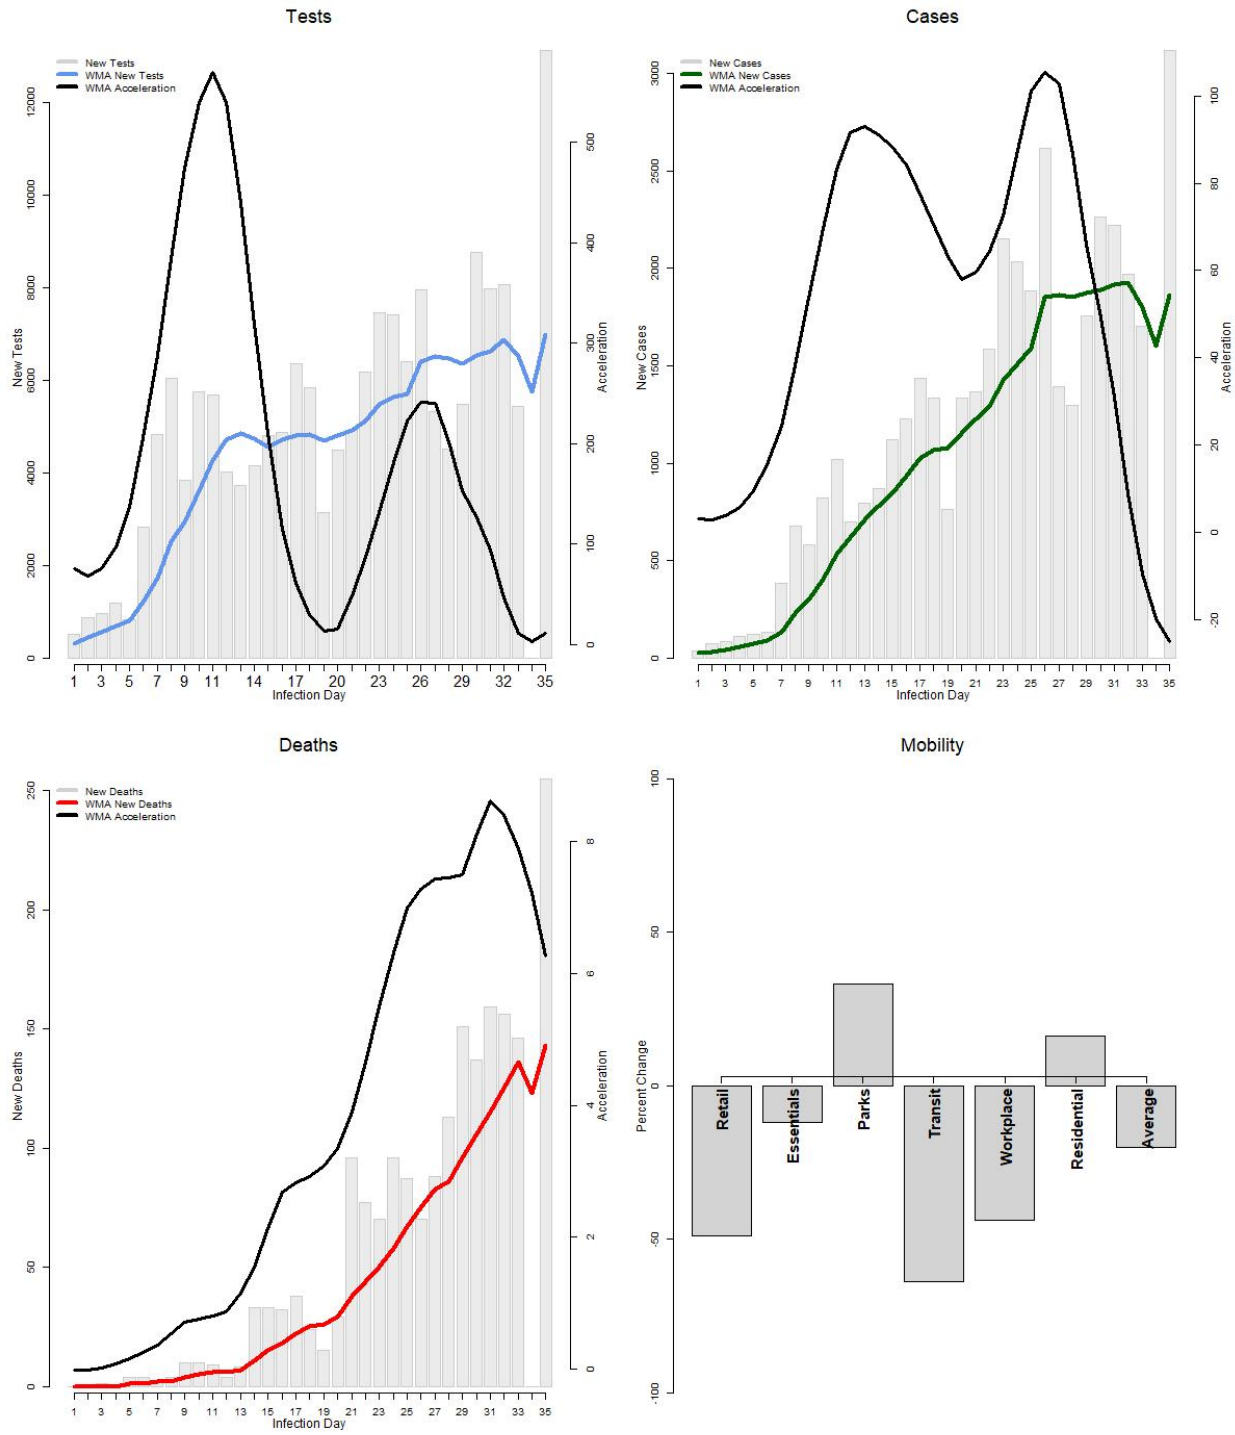 Tests
New Tests
WMA New Tests
WMA Acceleration
New Tests
0
2000
4000
6000
8000
10000
12000
Acceleration
0
100
200
300
400
500
1 3 5 7 9 11 14 17 20 23 26 29 32 35
Infection Day
Cases
New Cases
WMA New Cases
WMA Acceleration
New Cases
0
500
1000
1500
2000
2500
3000
Acceleration
-20
0
20
40
60
80
100
1 3 5 7 9 11 13 15 17 19 21 23 25 27 29 31 33 35
Infection Day
Deaths
New Deaths
WMA New Deaths
WMA Acceleration
New Deaths
0
50
100
150
200
250
Acceleration
0
2
4
6
8
1 3 5 7 9 11 13 15 17 19 21 23 25 27 29 31 33 35
Infection Day
Mobility
Percent Change
-100
-50
0
50
100
Retail
Essentials
Parks
Transit
Workplace
Residential
Average